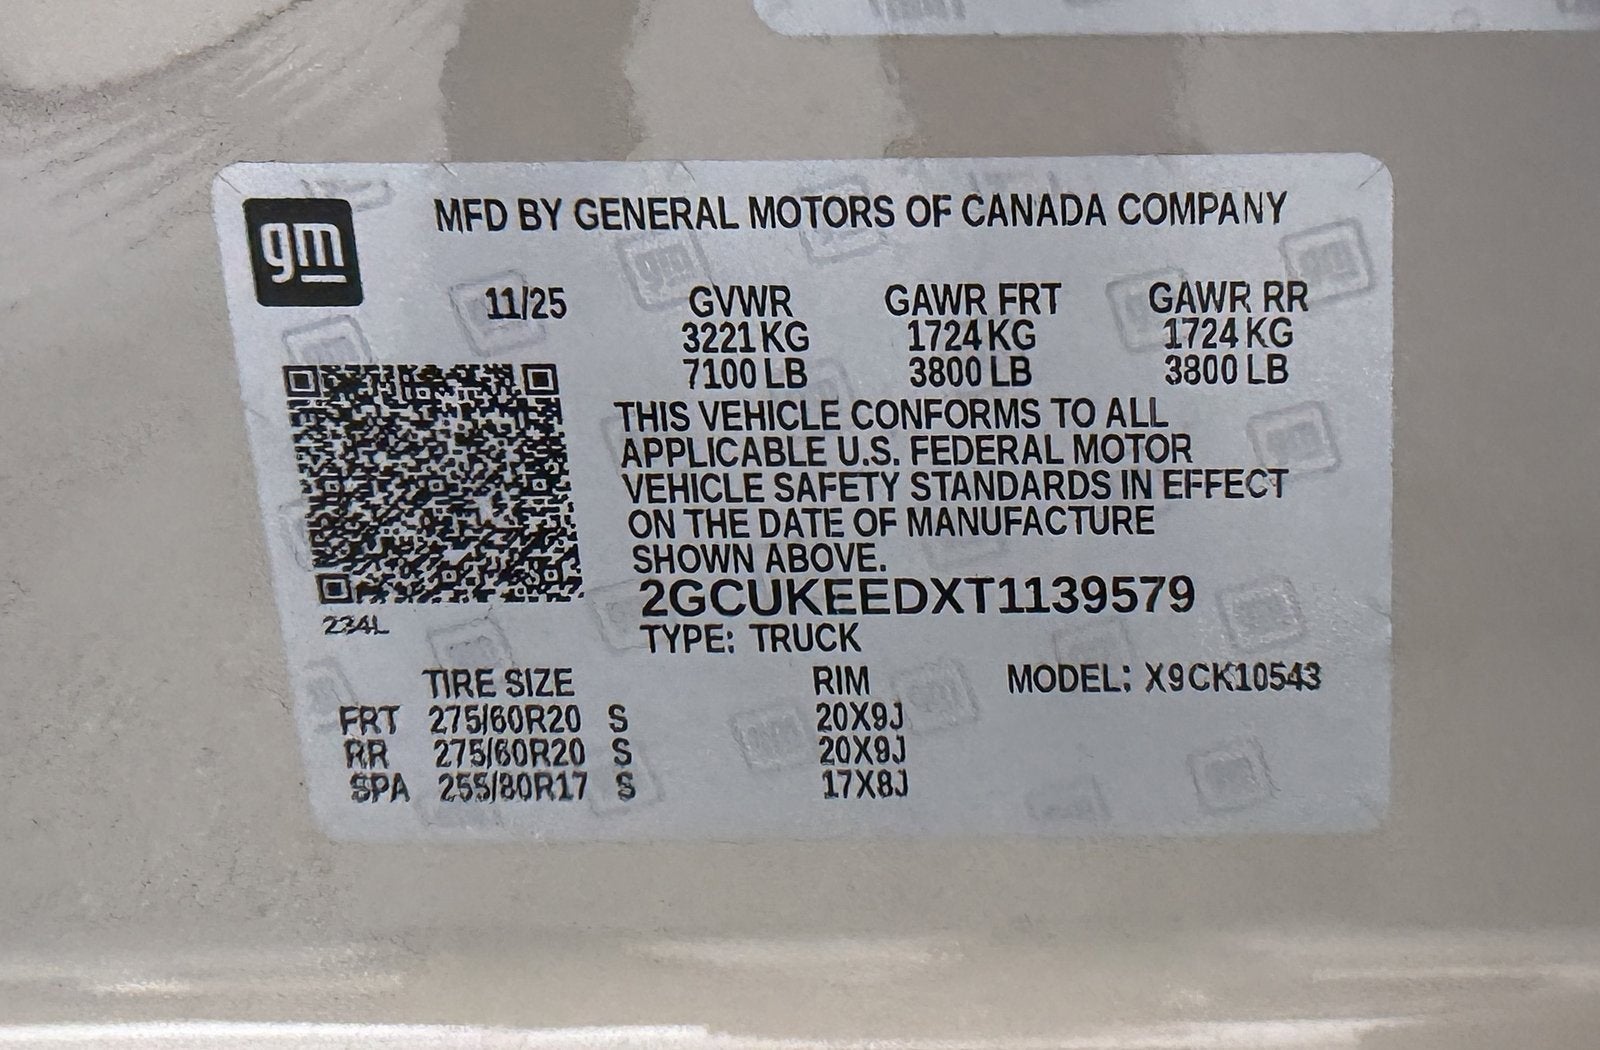 gm
MFD BY GENERAL MOTORS OF CANADA COMPANY
11/25 GVWR GAWR FRT GAWR RR
3221 KG 1724 KG 1724 KG
7100 LB 3800 LB 3800 LB
THIS VEHICLE CONFORMS TO ALL
APPLICABLE U.S. FEDERAL MOTOR
VEHICLE SAFETY STANDARDS IN EFFECT
ON THE DATE OF MANUFACTURE
SHOWN ABOVE.
2GCUKEEDXT1139579
234L
TYPE: TRUCK
TIRE SIZE RIM MODEL: X9CK10543
FRT 275/60R20 S 20X9J
RR 275/60R20 S 20X9J
SPA 255/80R17 S 17X8J